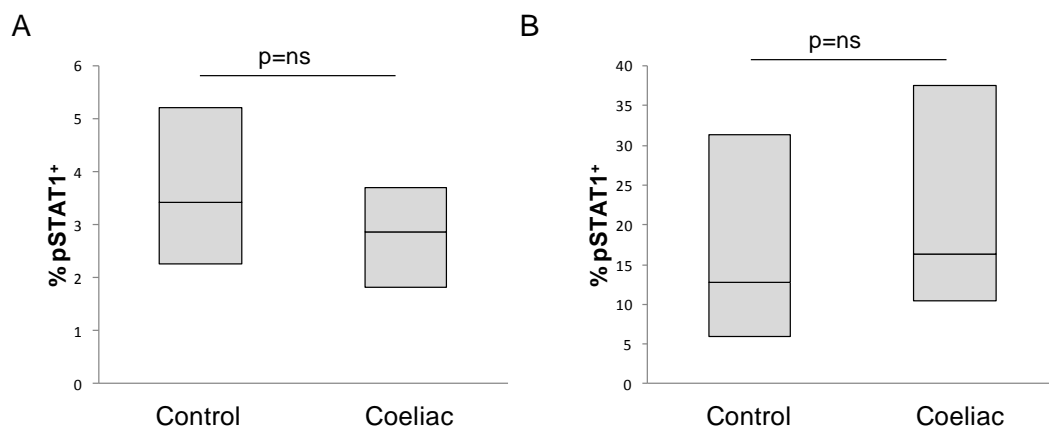 A
p=ns
6
5
4
3
2
1
0
% pSTAT1+
Control
Coeliac
B
p=ns
40
35
30
25
20
15
10
5
0
% pSTAT1+
Control
Coeliac